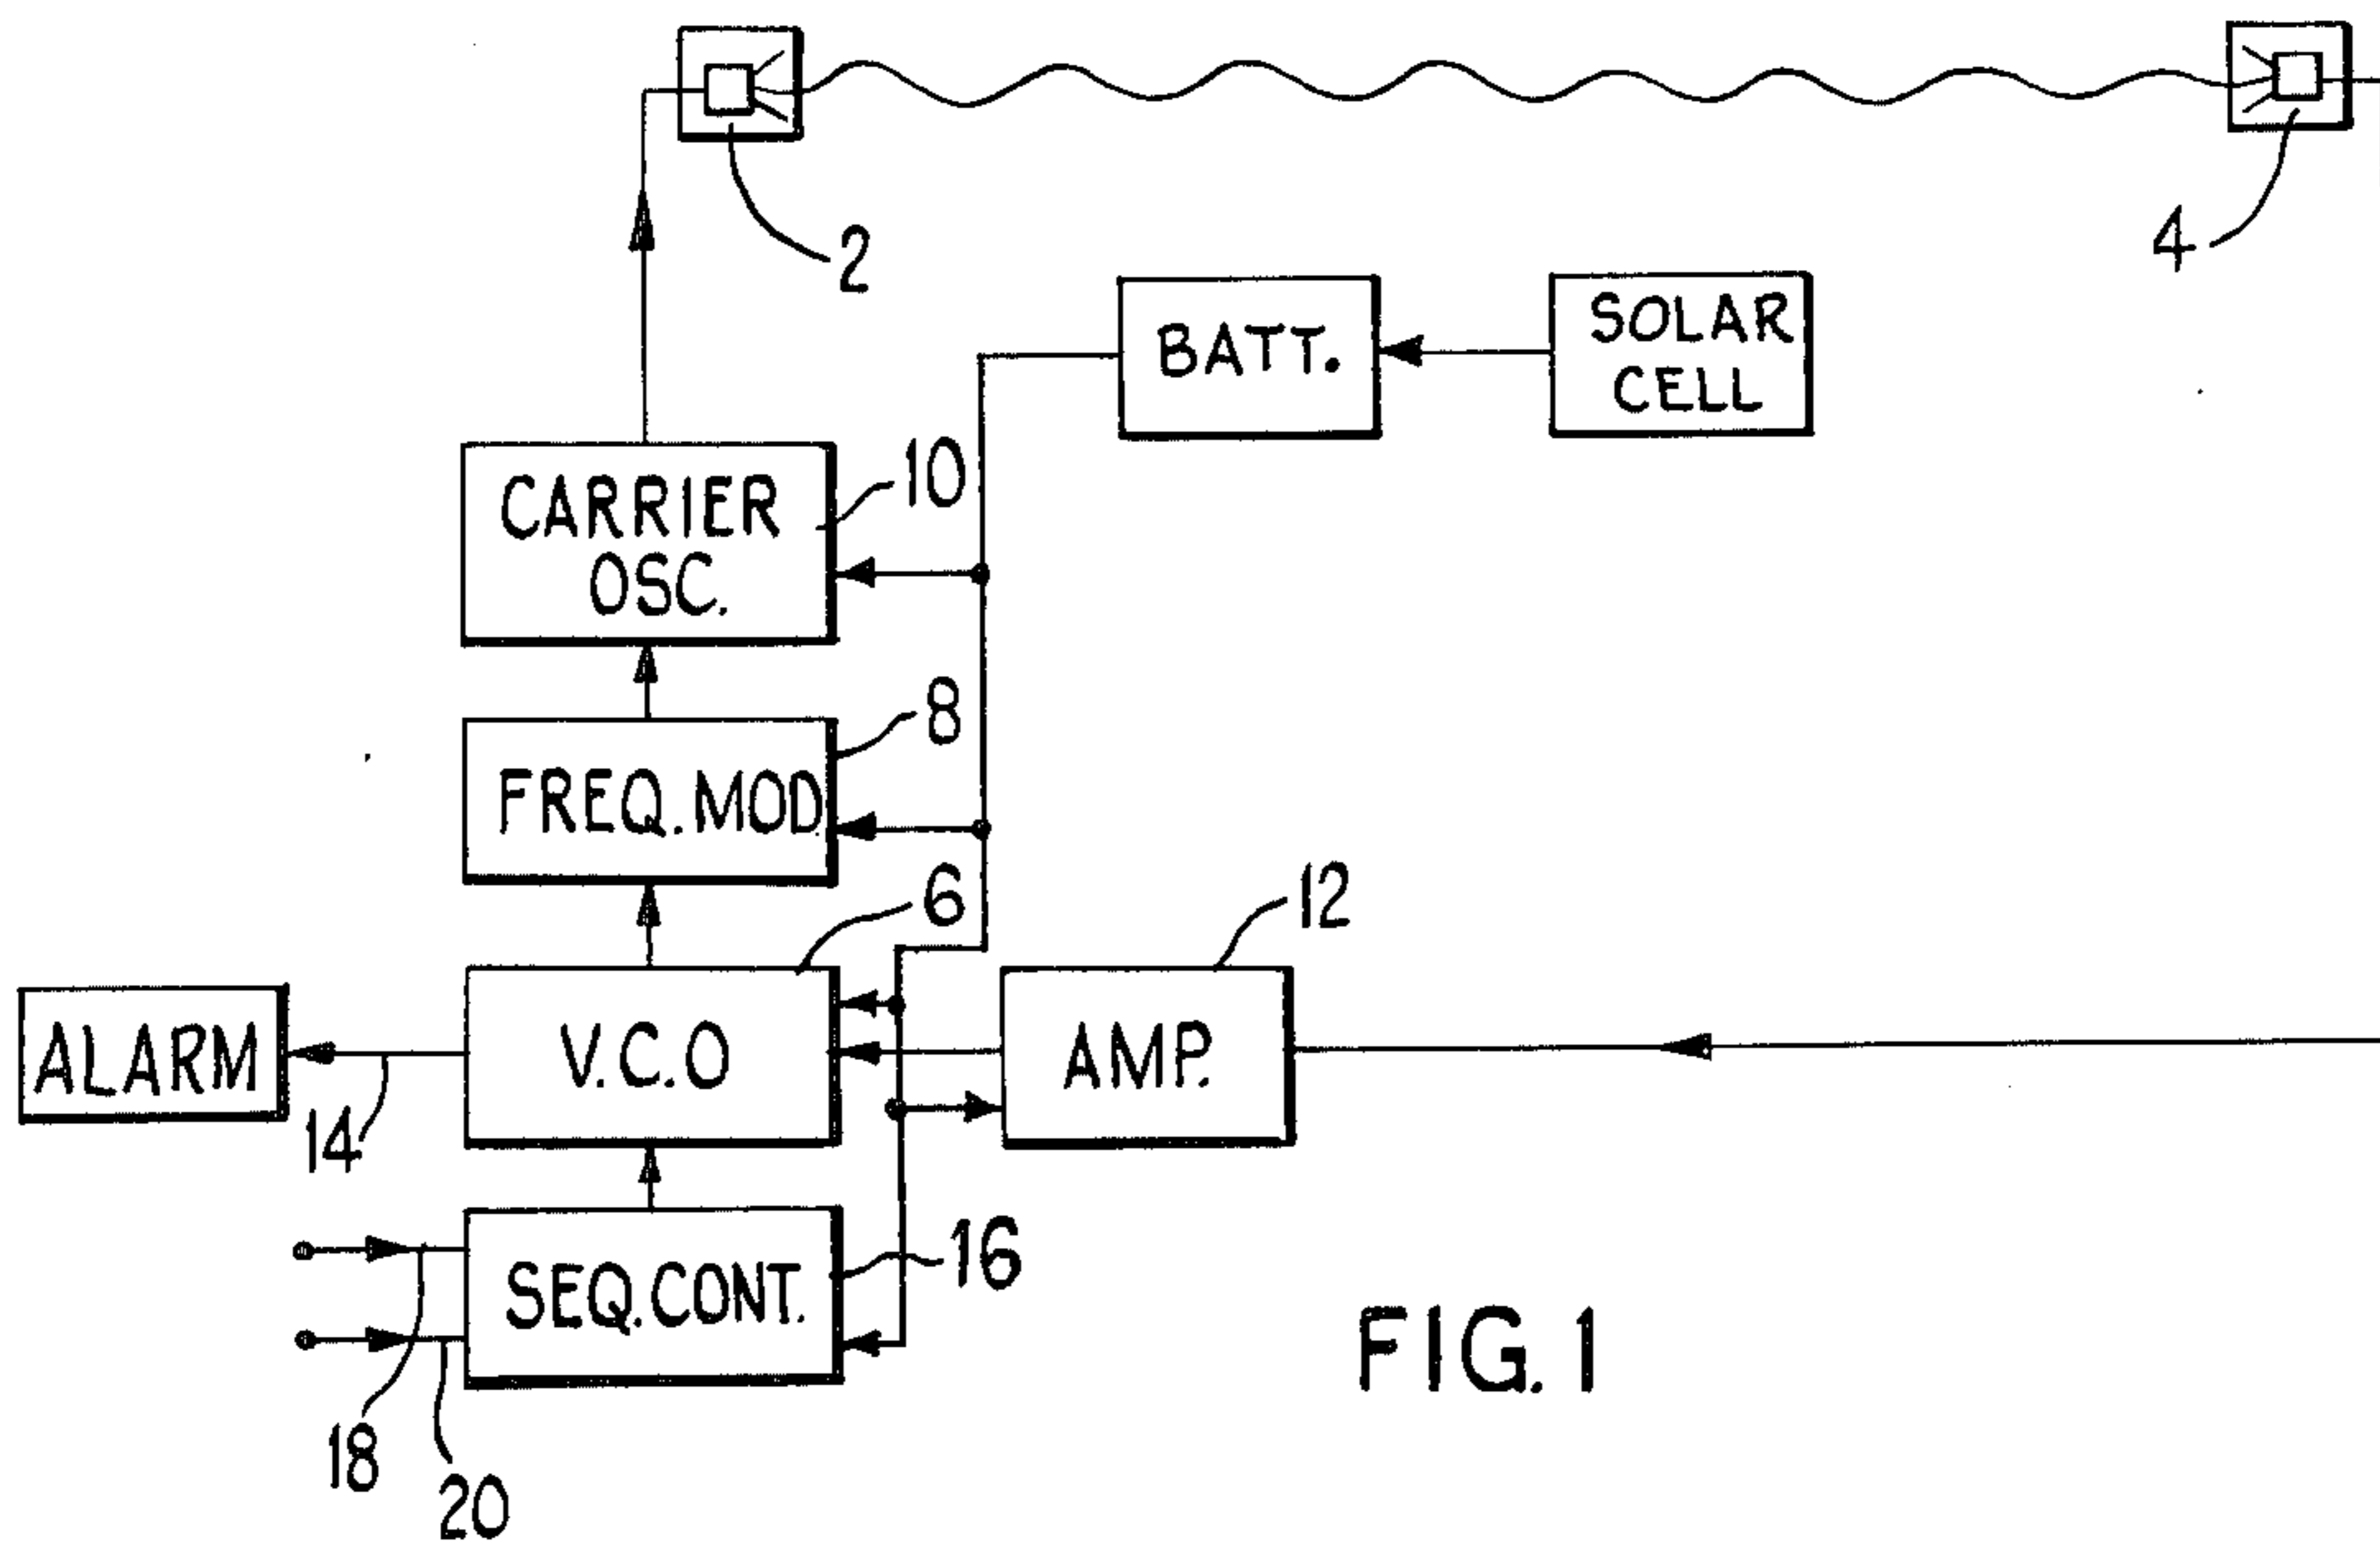 2
4
BATT.
SOLAR
CELL
10
CARRIER
OSC.
8
FREQ. MOD.
6
12
ALARM
V.C.O
AMP.
14
16
SEQ. CONT.
18
20
FIG. 1